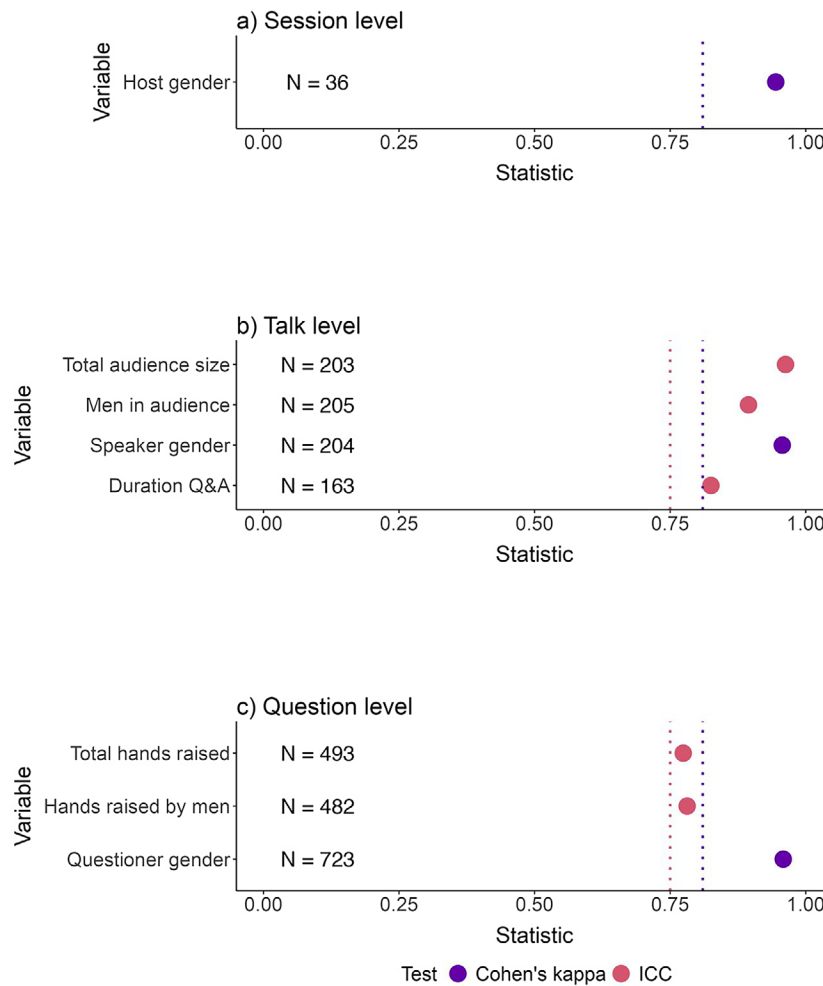 a) Session level
Variable
Host gender
N = 36
0.00 0.25 0.50 0.75 1.00
Statistic
b) Talk level
Variable
Total audience size N = 203
Men in audience N = 205
Speaker gender N = 204
Duration Q&A N = 163
0.00 0.25 0.50 0.75 1.00
Statistic
c) Question level
Variable
Total hands raised N = 493
Hands raised by men N = 482
Questioner gender N = 723
0.00 0.25 0.50 0.75 1.00
Statistic
Test Cohen's kappa ICC